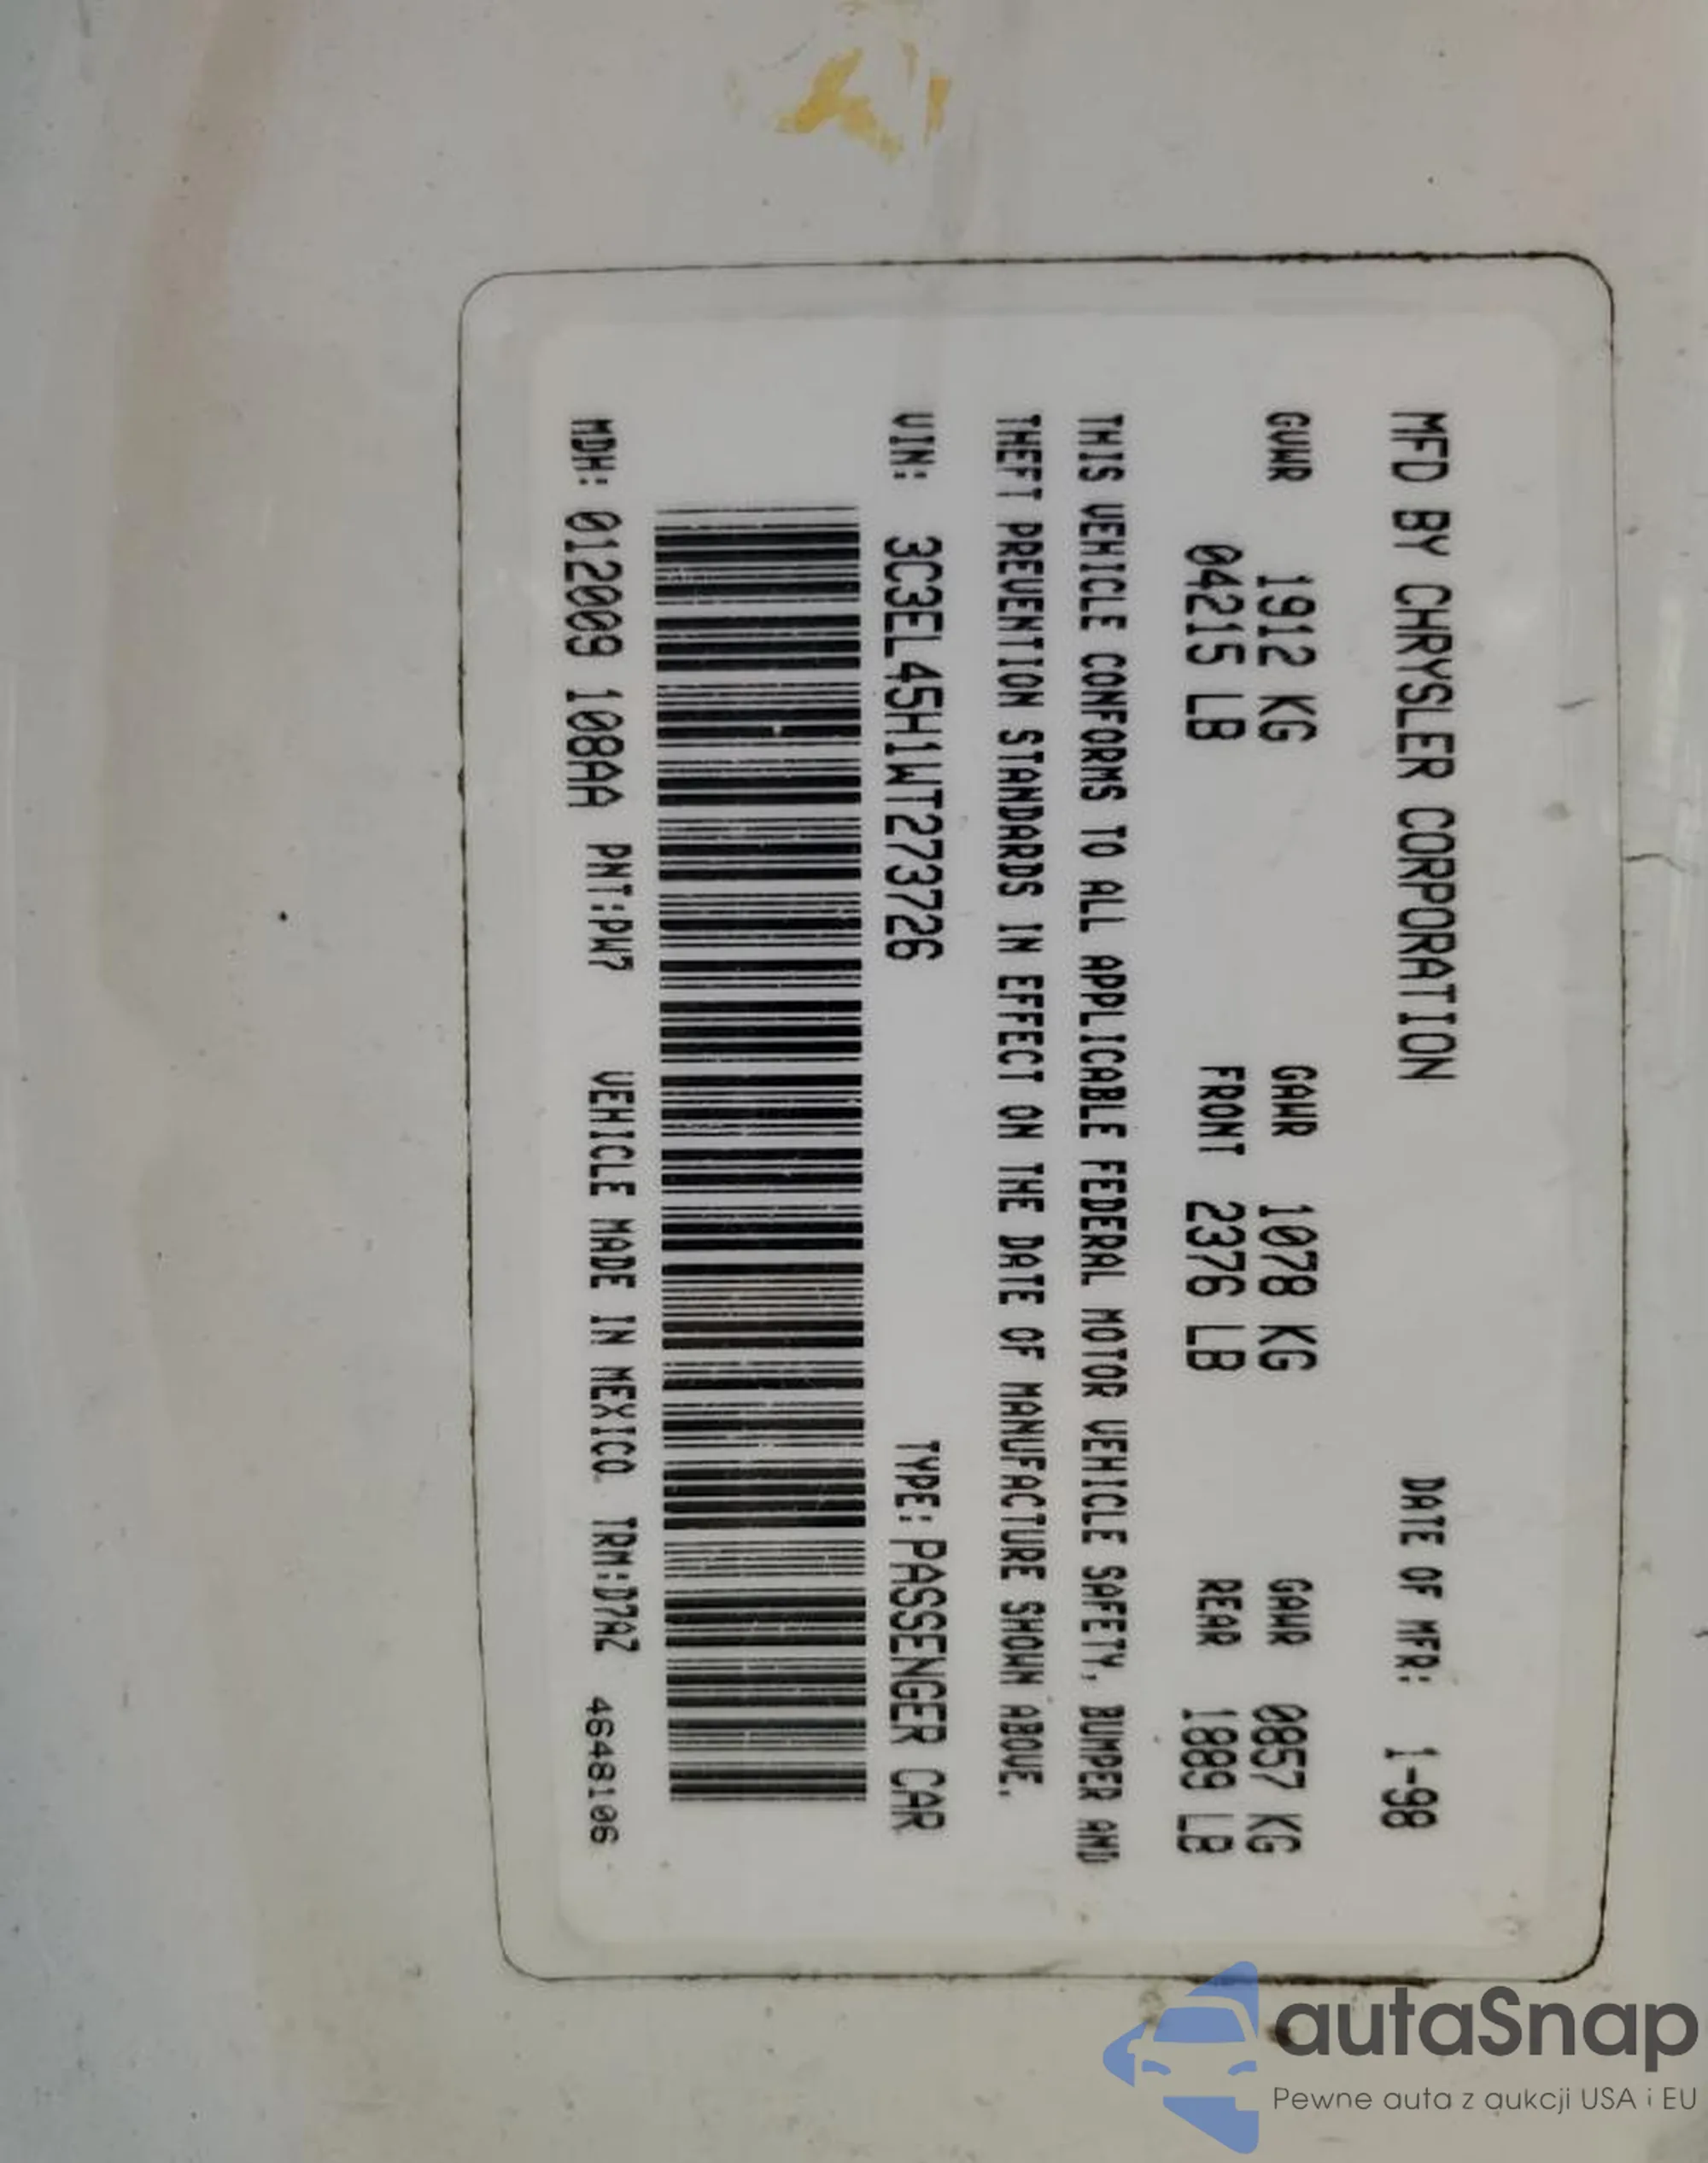 MFD BY CHRYSLER CORPORATION DATE OF MFR: 1-98
GVWR 1912 KG GAWR 1078 KG GAWR 0857 KG
04215 LB FRONT 2376 LB REAR 1889 LB
THIS VEHICLE CONFORMS TO ALL APPLICABLE FEDERAL MOTOR VEHICLE SAFETY, BUMPER AND
THEFT PREVENTION STANDARDS IN EFFECT ON THE DATE OF MANUFACTURE SHOWN ABOVE.
VIN: 3C3EL45H1WT273726 TYPE: PASSENGER CAR
MDH: 012009 108AA PNT:PW7 VEHICLE MADE IN MEXICO TRM:D7AZ 4648106
autaSnap
Pewne auta z aukcji USA i EU